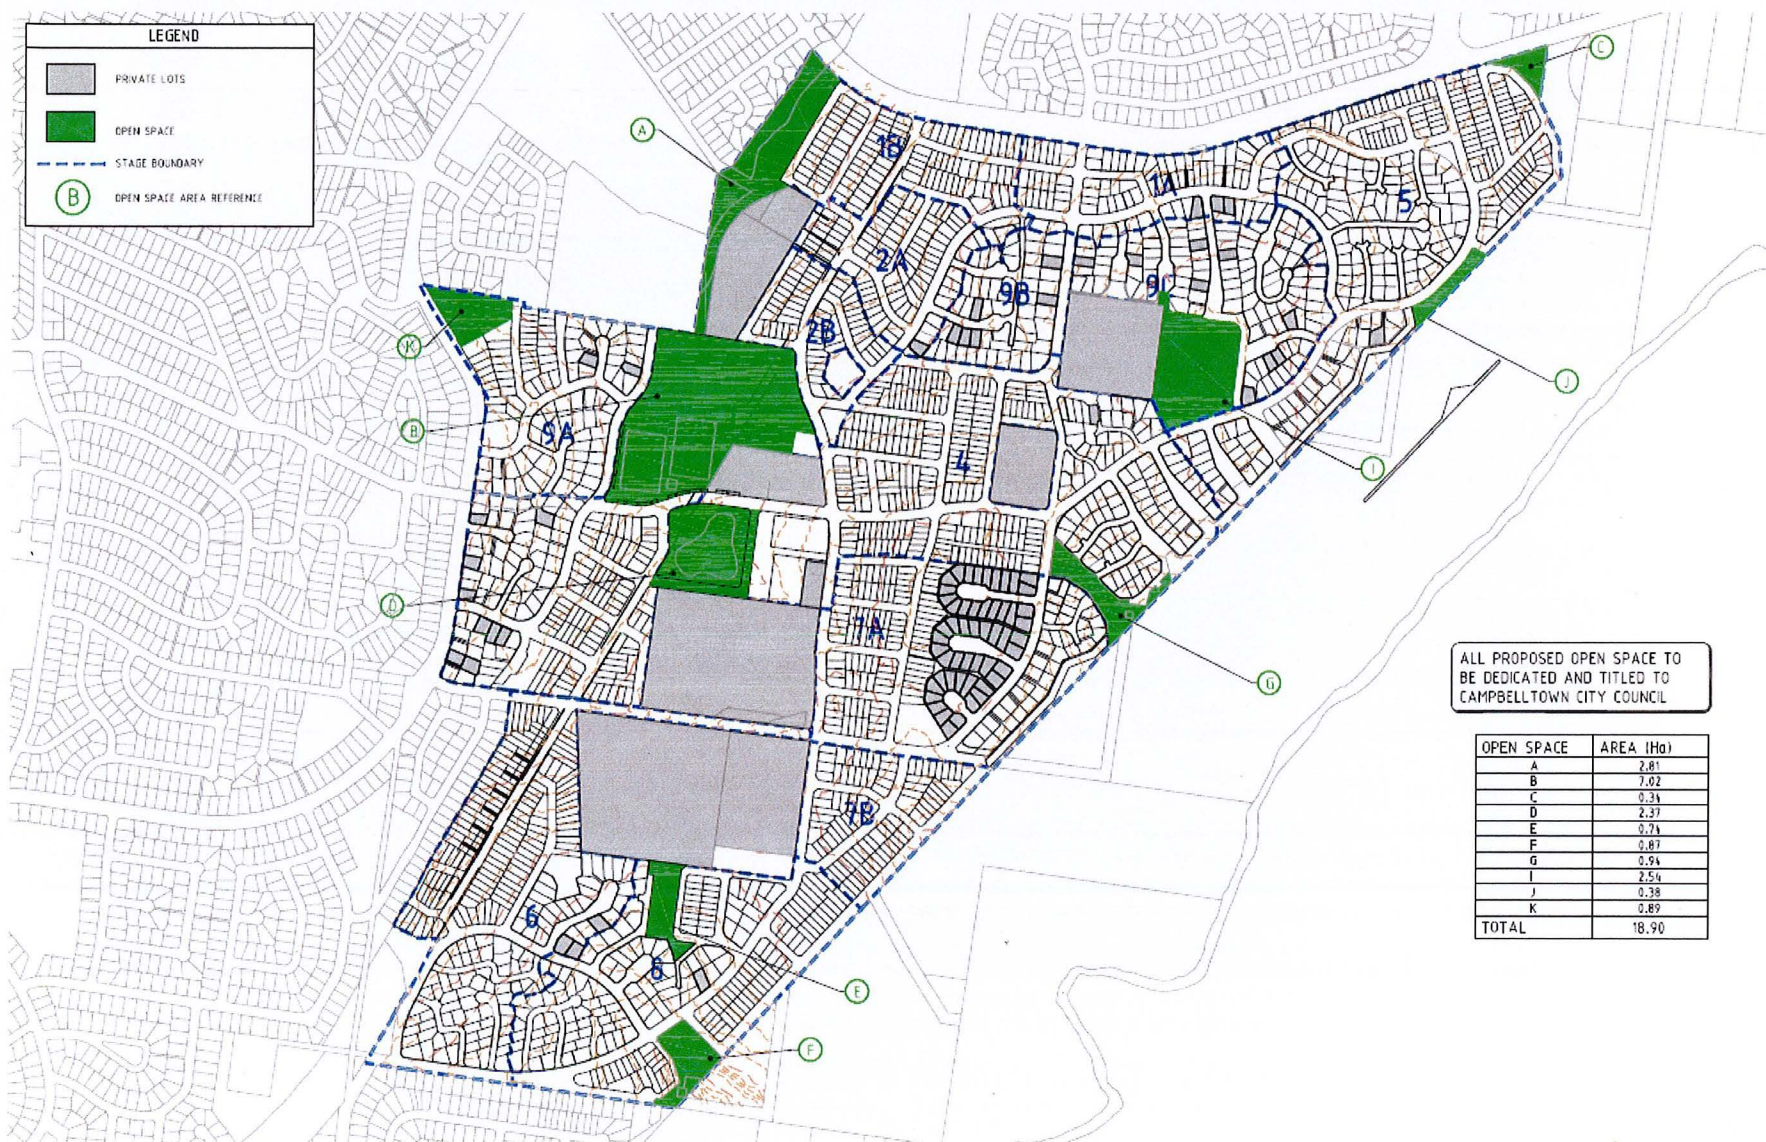 LEGEND
PRIVATE LOTS
OPEN SPACE
STAGE BOUNDARY
B OPEN SPACE AREA REFERENCE
C
A
1B
1A
5
2A
9B
2B
K
J
B
9A
4
I
D
7A
G
7B
6
6
E
F
ALL PROPOSED OPEN SPACE TO
BE DEDICATED AND TITLED TO
CAMPBELLTOWN CITY COUNCIL
OPEN SPACE AREA (Ha)
A 2.81
B 7.02
C 0.34
D 2.37
E 0.74
F 0.87
G 0.94
I 2.54
J 0.38
K 0.89
TOTAL 18.90